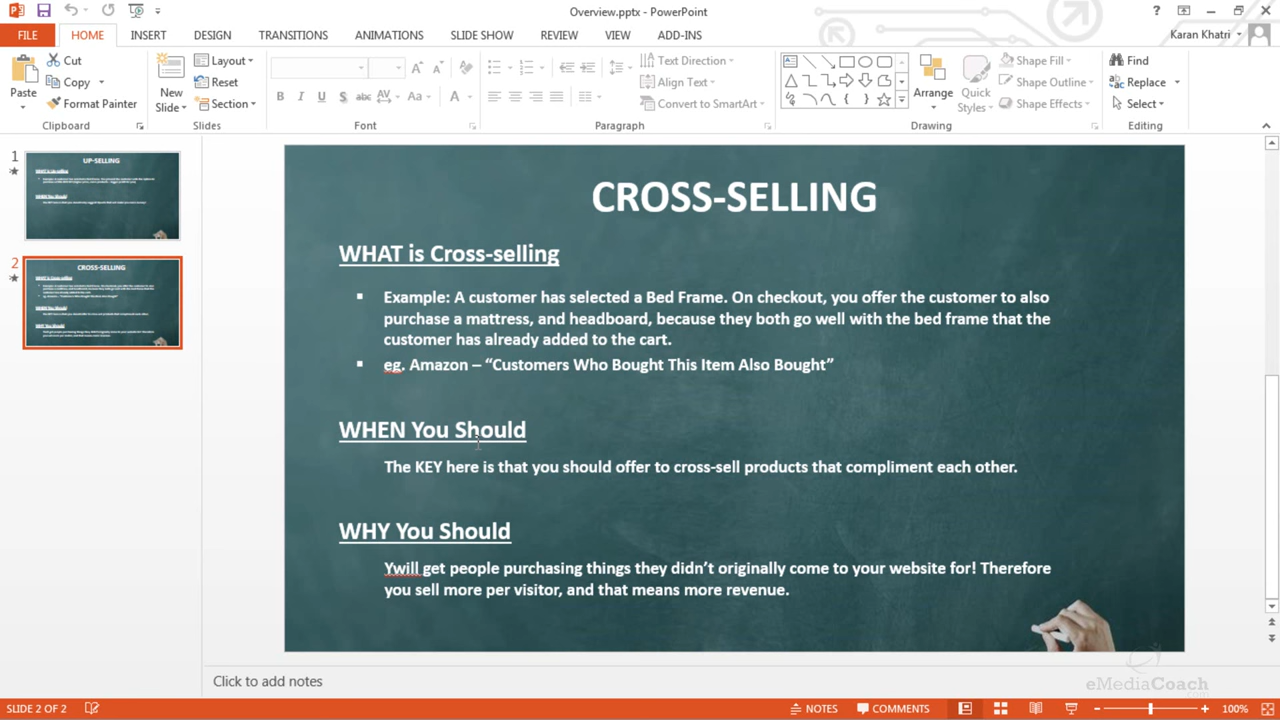 Overview.pptx - PowerPoint
?
FILE
HOME
INSERT
DESIGN
TRANSITIONS
ANIMATIONS
SLIDE SHOW
REVIEW
VIEW
ADD-INS
Karan Khatri
Paste
Cut
Copy
Format Painter
Clipboard
New
Slide
Layout
Reset
Section
Slides
B I U S abc AV Aa A
Font
Text Direction
Align Text
Convert to SmartArt
Paragraph
Arrange
Quick
Styles
Shape Fill
Shape Outline
Shape Effects
Drawing
Find
Replace
Select
Editing
1
UP-SELLING
2
CROSS-SELLING
CROSS-SELLING
WHAT is Cross-selling
Example: A customer has selected a Bed Frame. On checkout, you offer the customer to also
purchase a mattress, and headboard, because they both go well with the bed frame that the
customer has already added to the cart.
eg. Amazon – “Customers Who Bought This Item Also Bought”
WHEN You Should
The KEY here is that you should offer to cross-sell products that compliment each other.
WHY You Should
Ywill get people purchasing things they didn’t originally come to your website for! Therefore
you sell more per visitor, and that means more revenue.
Click to add notes
eMediaCoach
.com
SLIDE 2 OF 2
NOTES
COMMENTS
100%